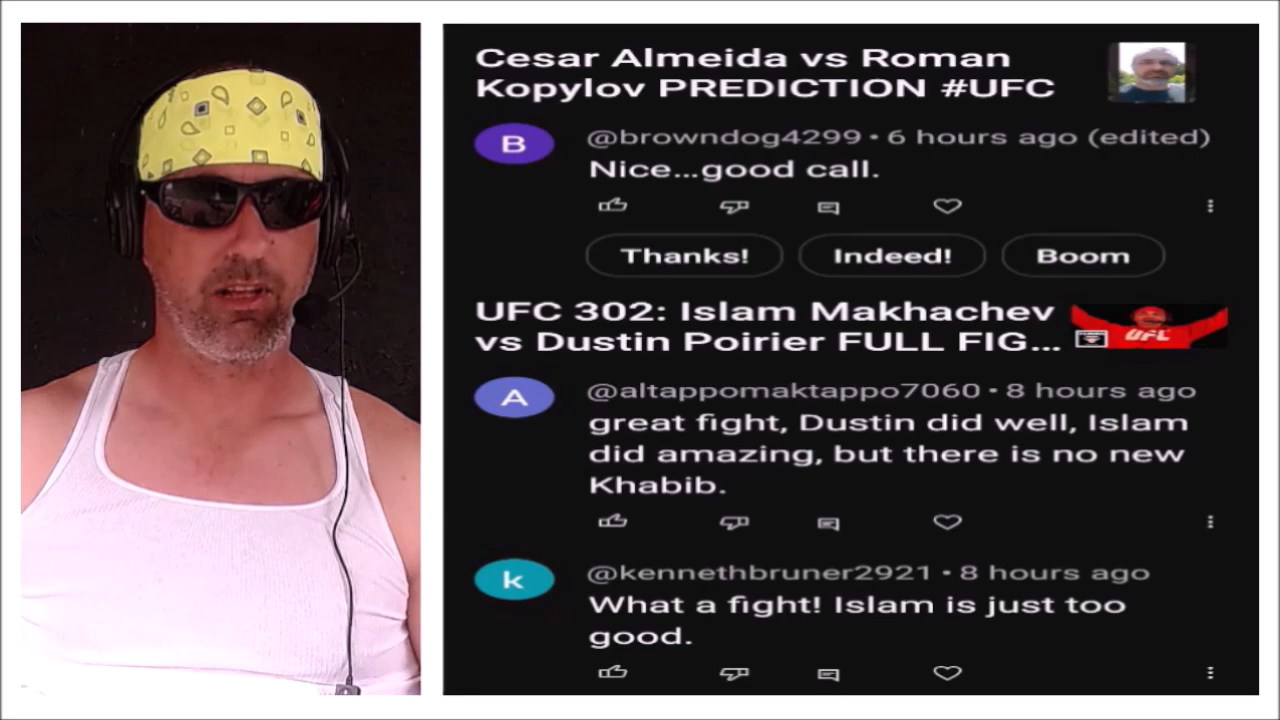 Cesar Almeida vs Roman
Kopylov PREDICTION #UFC
B
@browndog4299 • 6 hours ago (edited)
Nice...good call.
Thanks!
Indeed!
Boom
UFC 302: Islam Makhachev
vs Dustin Poirier FULL FIG...
UFC
A
@altappomaktappo7060 • 8 hours ago
great fight, Dustin did well, Islam
did amazing, but there is no new
Khabib.
k
@kennethbruner2921 • 8 hours ago
What a fight! Islam is just too
good.